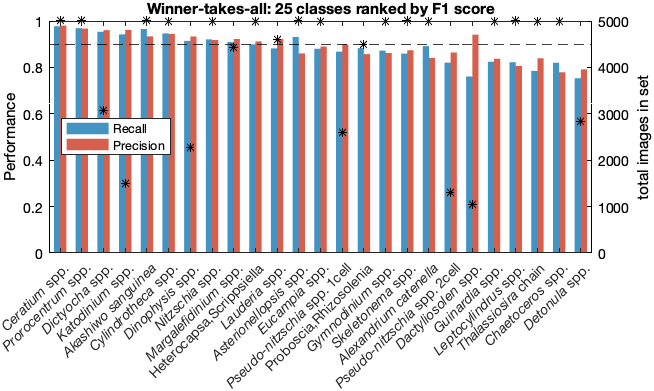 Winner-takes-all: 25 classes ranked by F1 score
Performance
1
0.8
0.6
0.4
0.2
0
Recall
Precision
5000
4000
3000
2000
1000
0
total images in set
Ceratium spp.
Prorocentrum spp.
Dictyocha spp.
Katodinium spp.
Akashiwo sanguinea
Cylindrotheca spp.
Dinophysis spp.
Nitzschia spp.
Margalefidinium spp.
Heterocapsa,Scrippsiella
Lauderia spp.
Asterionellopsis spp.
Eucampia spp.
Pseudo-nitzschia spp. 1cell
Proboscia,Rhizosolenia
Gymnodinium spp.
Skeletonema spp.
Alexandrium catenella
Pseudo-nitzschia spp. 2cell
Dactyliosolen spp.
Guinardia spp.
Leptocylindrus spp.
Thalassiosira chain
Chaetoceros spp.
Detonula spp.